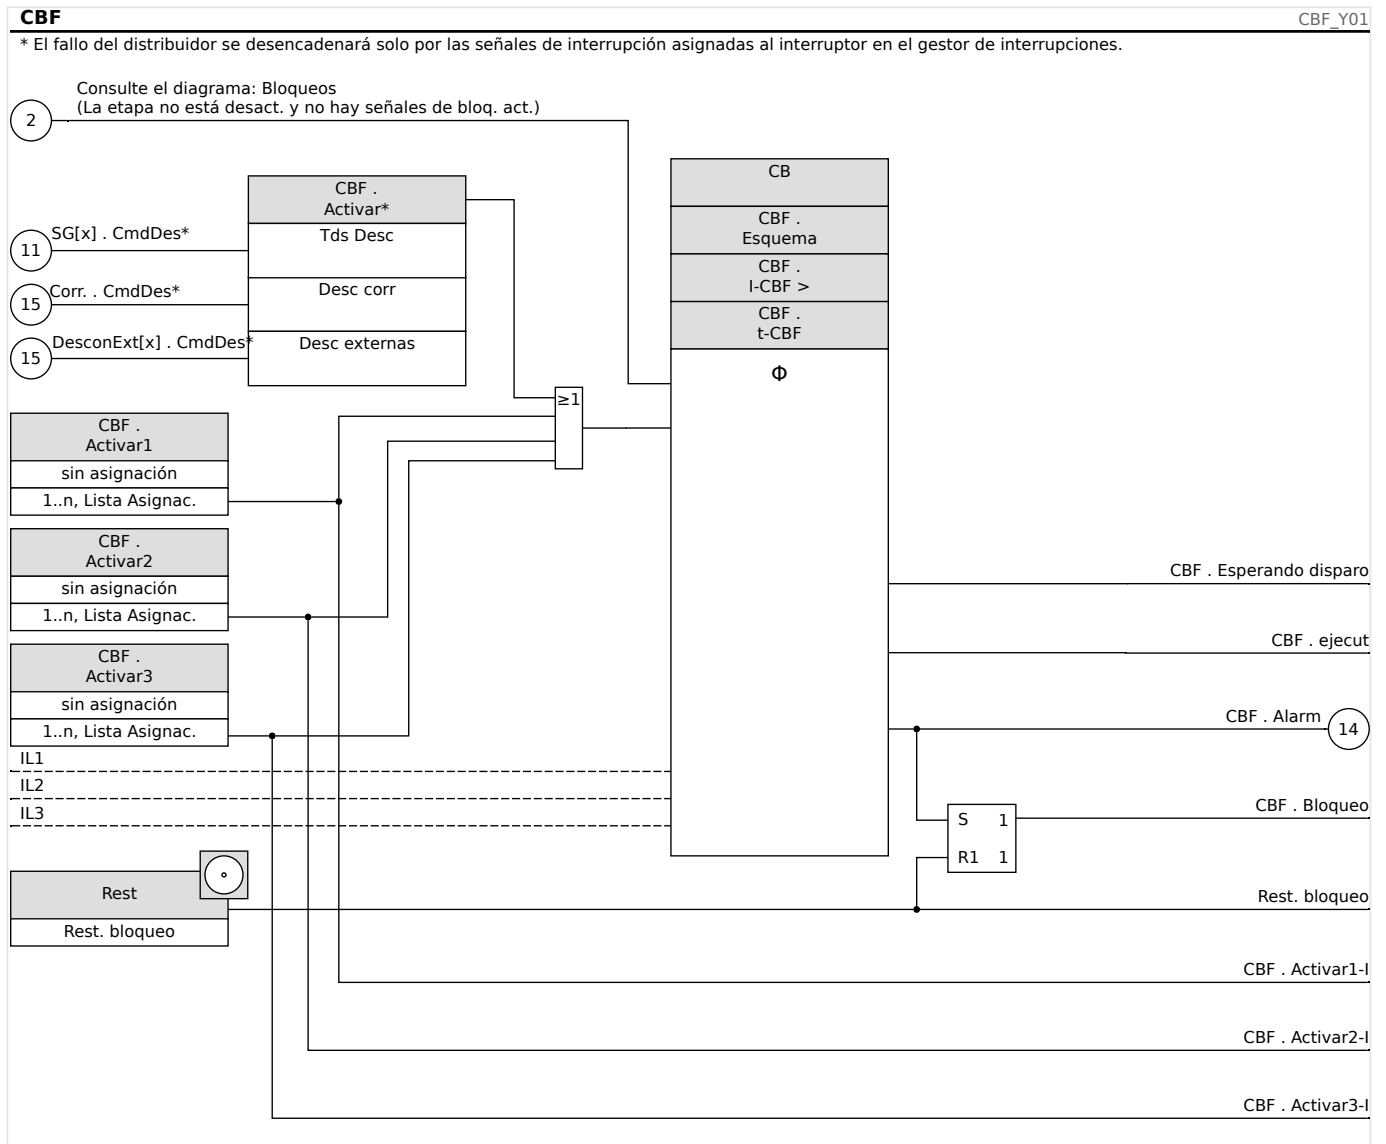 CBF
CBF_Y01
* El fallo del distribuidor se desencadenará solo por las señales de interrupción asignadas al interruptor en el gestor de interrupciones.
Consulte el diagrama: Bloqueos
(La etapa no está desact. y no hay señales de bloq. act.)
2
CBF .
Activar*
Tds Desc
Desc corr
Desc externas
SG[x] . CmdDes*
11
Corr. . CmdDes*
15
DesconExt[x] . CmdDes*
15
CB
CBF .
Esquema
CBF .
I-CBF >
CBF .
t-CBF
Φ
≥1
CBF .
Activar1
sin asignación
1..n, Lista Asignac.
CBF .
Activar2
sin asignación
1..n, Lista Asignac.
CBF .
Activar3
sin asignación
1..n, Lista Asignac.
IL1
IL2
IL3
CBF . Esperando disparo
CBF . ejecut
CBF . Alarm
14
S 1
R1 1
CBF . Bloqueo
Rest
Rest. bloqueo
Rest. bloqueo
CBF . Activar1-I
CBF . Activar2-I
CBF . Activar3-I